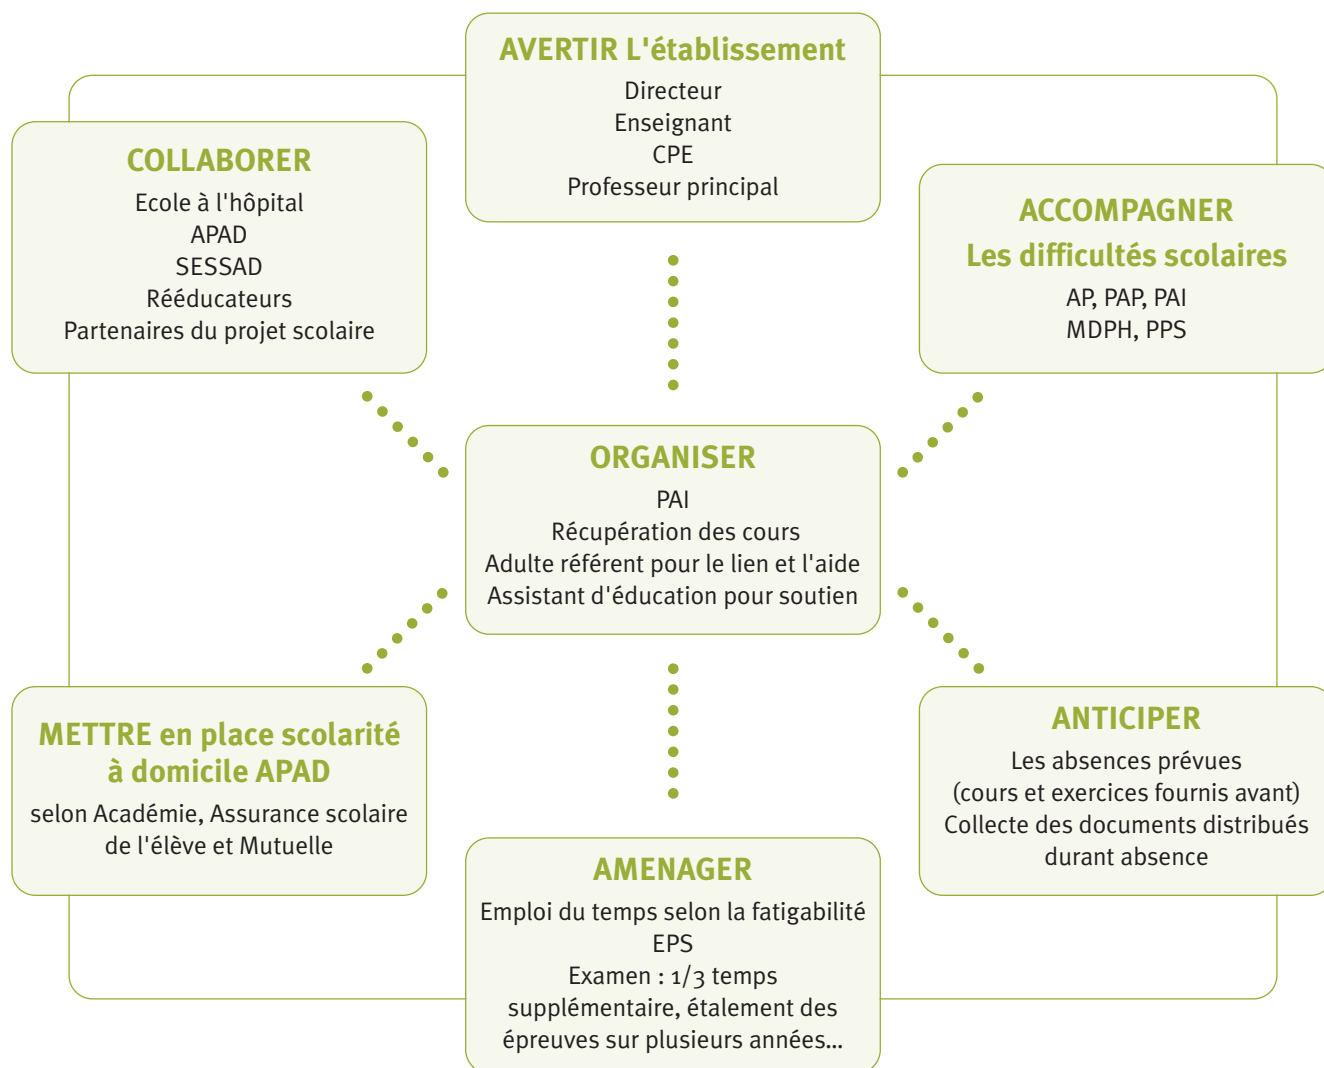 AVERTIR L'établissement
Directeur
Enseignant
CPE
Professeur principal
COLLABORER
Ecole à l'hôpital
APAD
SESSAD
Rééducateurs
Partenaires du projet scolaire
ACCOMPAGNER
Les difficultés scolaires
AP, PAP, PAI
MDPH, PPS
ORGANISER
PAI
Récupération des cours
Adulte référent pour le lien et l'aide
Assistant d'éducation pour soutien
METTRE en place scolarité
à domicile APAD
selon Académie, Assurance scolaire
de l'élève et Mutuelle
ANTICIPER
Les absences prévues
(cours et exercices fournis avant)
Collecte des documents distribués
durant absence
AMENAGER
Emploi du temps selon la fatigabilité
EPS
Examen : 1/3 temps
supplémentaire, étalement des
épreuves sur plusieurs années...